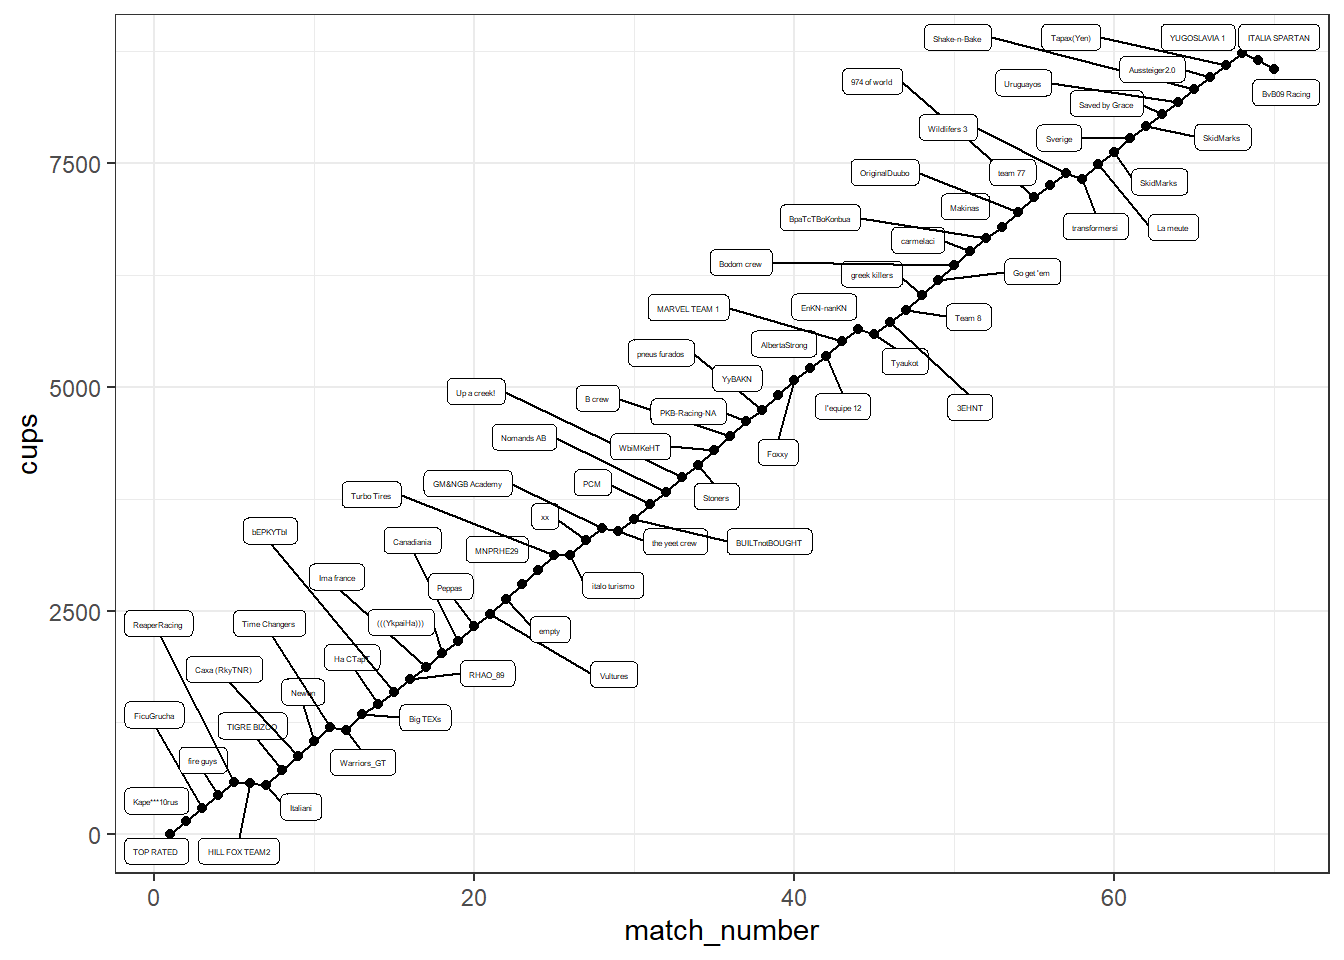 Shake-n-Bake
Tapax(Yen)
YUGOSLAVIA 1
ITALIA SPARTAN
974 of world
Uruguayos
Aussteiger2.0
BvB09 Racing
Saved by Grace
Wildlifers 3
Sverige
SkidMarks
OriginalDuubo
team 77
SkidMarks
BpaTcTBoKonbua
Makinas
transformersi
La meute
carmelaci
Bodom crew
greek killers
Go get 'em
MARVEL TEAM 1
EnKN-nanKN
Team 8
pneus furados
AlbertaStrong
Tyaukot
Up a creek!
B crew
YyBAKN
l'equipe 12
3EHNT
PKB-Racing-NA
Nomands AB
WbiMKeHT
Foxxy
Turbo Tires
GM&NGB Academy
PCM
Stoners
bEPKYTbI
Canadiania
xx
MNPRHE29
the yeet crew
BUILTnotBOUGHT
Ima france
Peppas
italo turismo
ReaperRacing
Time Changers
(((YkpaiHa)))
empty
Caxa (RkyTNR)
Ha CTapT
RHAO_89
Vultures
FicuGrucha
Newon
TIGRE BIZCO
Big TEXs
fire guys
Warriors_GT
Kape***10rus
Italiani
TOP RATED
HILL FOX TEAM2
7500
5000
2500
0
cups
0
20
40
60
match_number